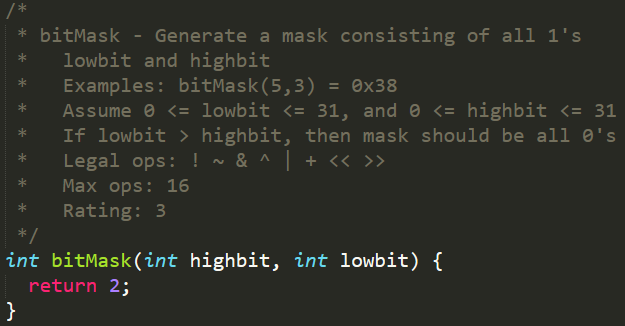 /*
 * bitMask - Generate a mask consisting of all 1's
 *   lowbit and highbit
 *   Examples: bitMask(5,3) = 0x38
 *   Assume 0 <= lowbit <= 31, and 0 <= highbit <= 31
 *   If lowbit > highbit, then mask should be all 0's
 *   Legal ops: ! ~ & ^ | + << >>
 *   Max ops: 16
 *   Rating: 3
 */
int bitMask(int highbit, int lowbit) {
  return 2;
}